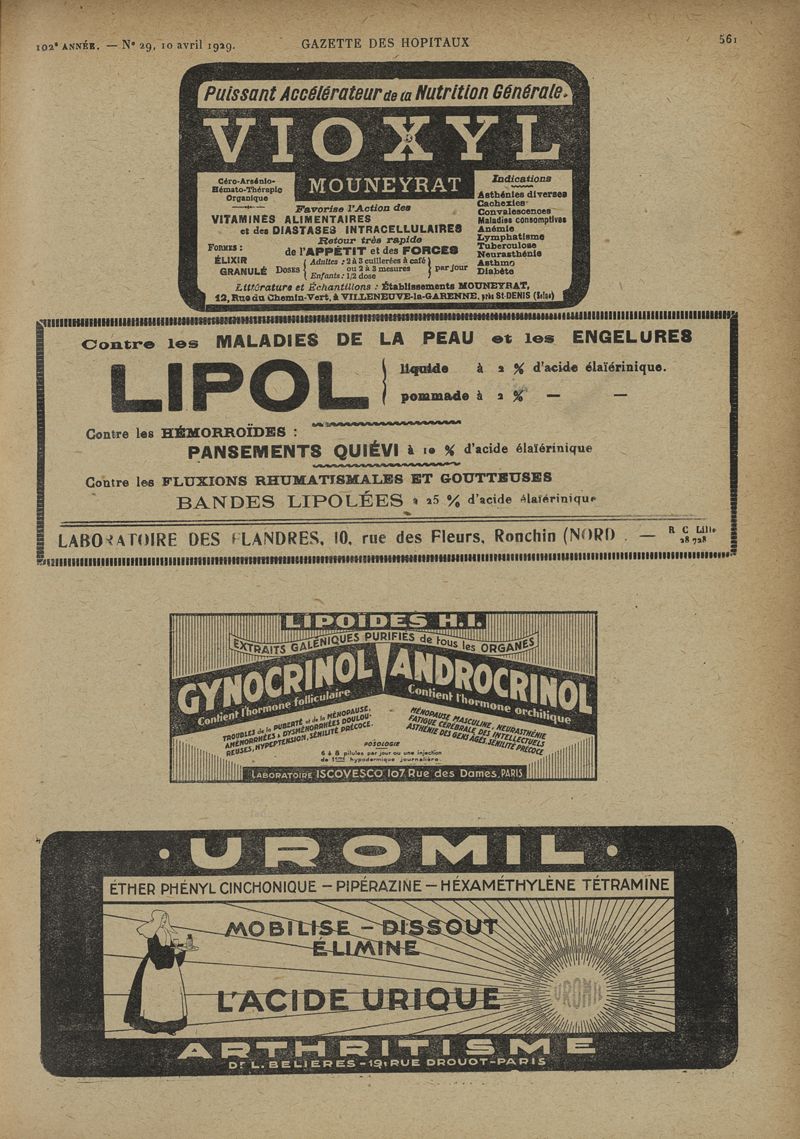 102ᵉ ANNÉE. — Nº 29, 10 avril 1929.
GAZETTE DES HOPITAUX
561
Puissant Accélérateur de la Nutrition Générale.
VIOXYL
MOUNEYRAT
Céro-Arsénio-
Hémato-Thérapie
Organique
Favorise l'Action des
VITAMINES ALIMENTAIRES
et des DIASTASES INTRACELLULAIRES
Retour très rapide
de l'APPÉTIT et des FORCES
FORMES :
ÉLIXIR
GRANULÉ
DOSES
Adultes : 2 à 3 cuillerées à café
ou 2 à 3 mesures
Enfants : 1/2 dose
par jour
Indications
Asthénies diverses
Cachexies
Convalescences
Maladies consomptives
Anémie
Lymphatisme
Tuberculose
Neurasthénie
Asthme
Diabète
Littérature et Échantillons : Établissements MOUNEYRAT,
12, Rue du Chemin-Vert, à VILLENEUVE-la-GARENNE, près St-DENIS (Seine)
Contre les MALADIES DE LA PEAU et les ENGELURES
LIPOL
liquide à 2 % d'acide élaïérinique.
pommade à 2 % — —
Contre les HÉMORROÏDES :
PANSEMENTS QUIÉVI à 10 % d'acide élaïérinique
Contre les FLUXIONS RHUMATISMALES ET GOUTTEUSES
BANDES LIPOLÉES à 25 % d'acide élaïérinique
LABORATOIRE DES FLANDRES, 10, rue des Fleurs, Ronchin (NORD . — R C Lille
28 728
LIPOÏDES H.I.
EXTRAITS GALÉNIQUES PURIFIÉS de tous les ORGANES
GYNOCRINOL
Contient l'hormone folliculaire
TROUBLES de la PUBERTÉ et de la MÉNOPAUSE,
AMÉNORRHÉES & DYSMÉNORRHÉES DOULOU-
REUSES, HYPEPTENSION, SÉNILITÉ PRÉCOCE.
ANDROCRINOL
Contient l'hormone orchitique
MÉNOPAUSE MASCULINE, NEURASTHÉNIE
FATIGUE CÉRÉBRALE DES INTELLECTUELS
ASTHÉNIE DES GENS AGÉS, SÉNILITÉ PRÉCOCE
POSOLOGIE
6 à 8 pilules par jour ou une injection
hypodermique journalière.
LABORATOIRE ISCOVESCO 107 Rue des Dames, PARIS
• UROMIL •
ÉTHER PHÉNYL CINCHONIQUE – PIPÉRAZINE – HÉXAMÉTHYLÈNE TÉTRAMINE
MOBILISE – DISSOUT
ÉLIMINE
L'ACIDE URIQUE
UROMIL
ARTHRITISME
Dr L. BELIERES – 19, RUE DROUOT – PARIS